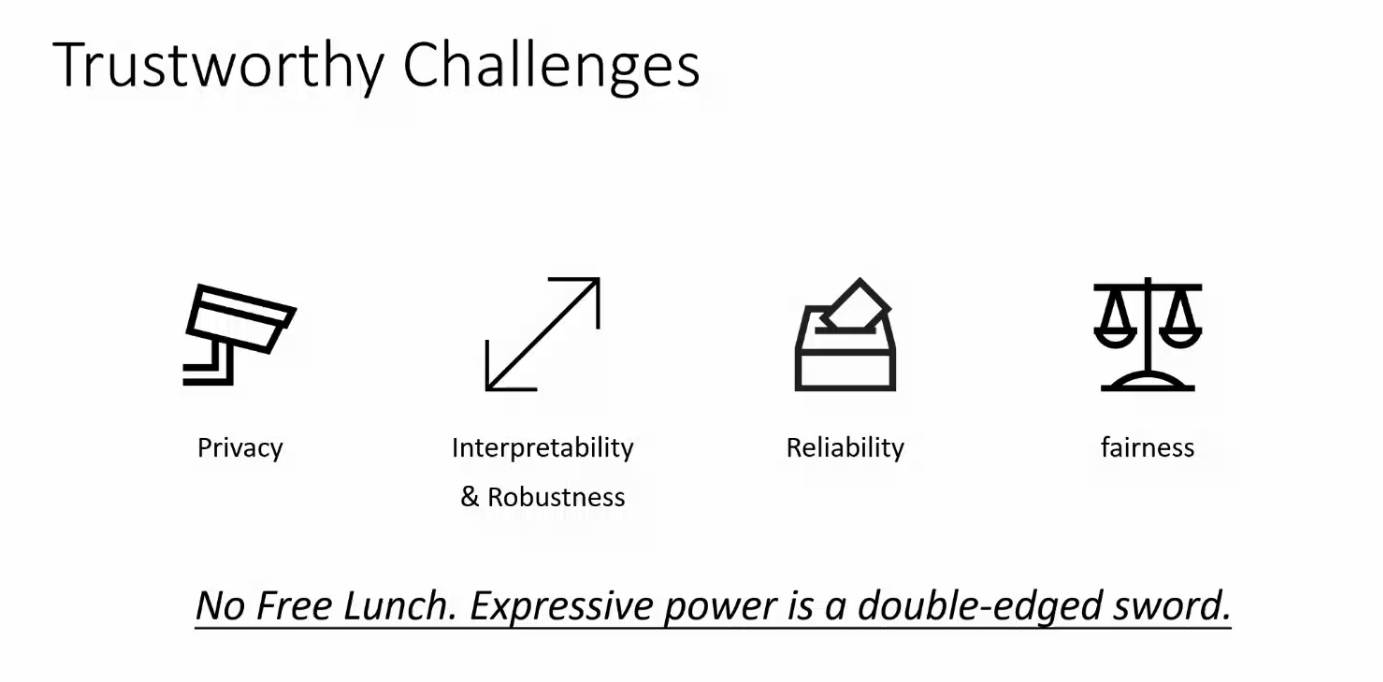 Trustworthy Challenges
Privacy
Interpretability
& Robustness
Reliability
fairness
No Free Lunch. Expressive power is a double-edged sword.